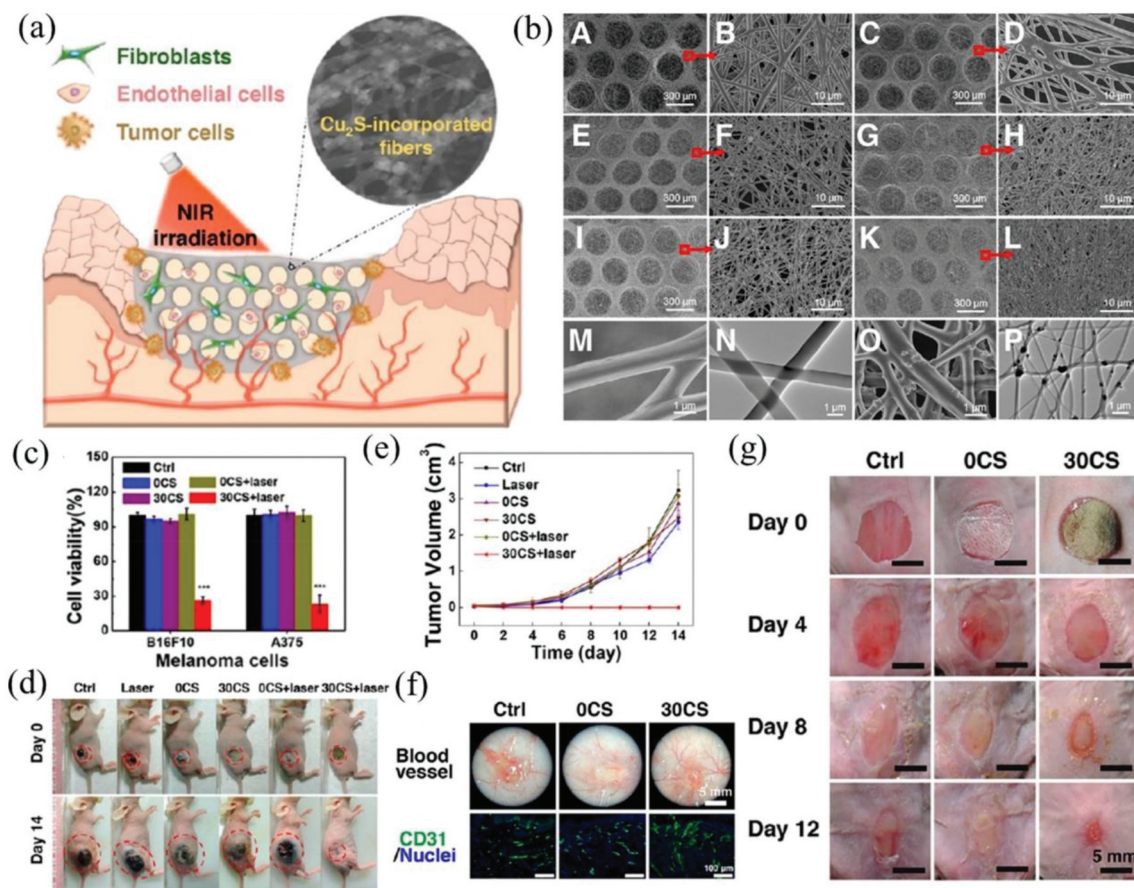 (a)
Fibroblasts
Endothelial cells
Tumor cells
Cu₂S-incorporated
fibers
NIR
irradiation
(b)
A
B
C
D
300 μm
10 μm
300 μm
10 μm
E
F
G
H
300 μm
10 μm
300 μm
10 μm
I
J
K
L
300 μm
10 μm
300 μm
10 μm
M
N
O
P
1 μm
1 μm
1 μm
1 μm
(c)
Cell viability(%)
150
120
90
60
30
0
Ctrl
0CS
30CS
0CS+laser
30CS+laser
***
***
B16F10
A375
Melanoma cells
(e)
Tumor Volume (cm³)
4
3
2
1
0
Ctrl
Laser
0CS
30CS
0CS+laser
30CS+laser
0 2 4 6 8 10 12 14
Time (day)
(d)
Ctrl Laser 0CS 30CS 0CS+laser 30CS+laser
Day 0
Day 14
(f)
Ctrl 0CS 30CS
Blood
vessel
5 mm
CD31
/Nuclei
100 μm
(g)
Ctrl 0CS 30CS
Day 0
Day 4
Day 8
Day 12
5 mm